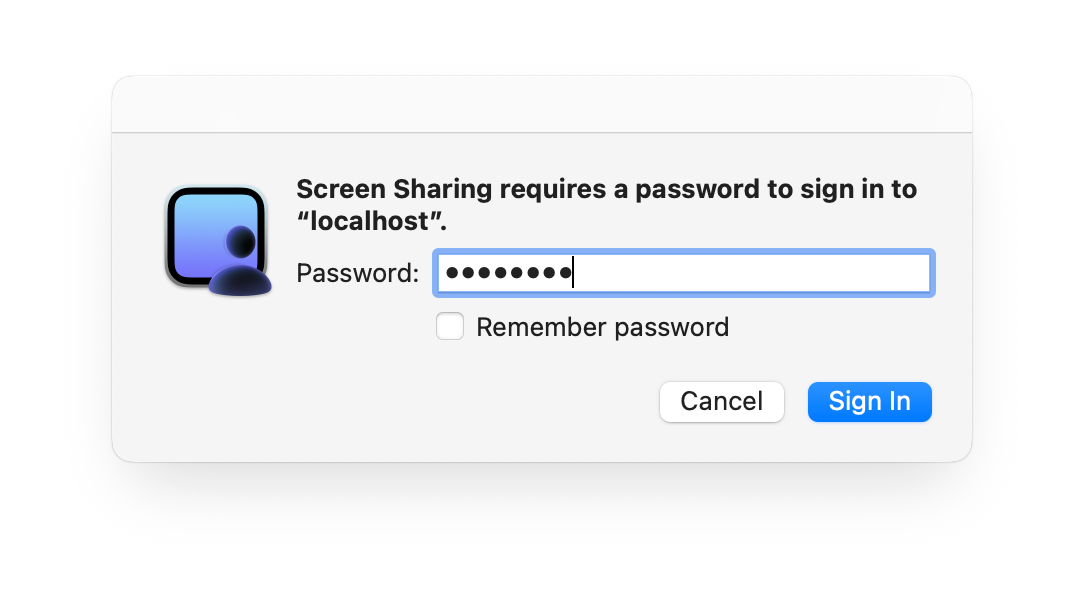 Screen Sharing requires a password to sign in to
“localhost”.
Password: ••••••••
Remember password
Cancel Sign In